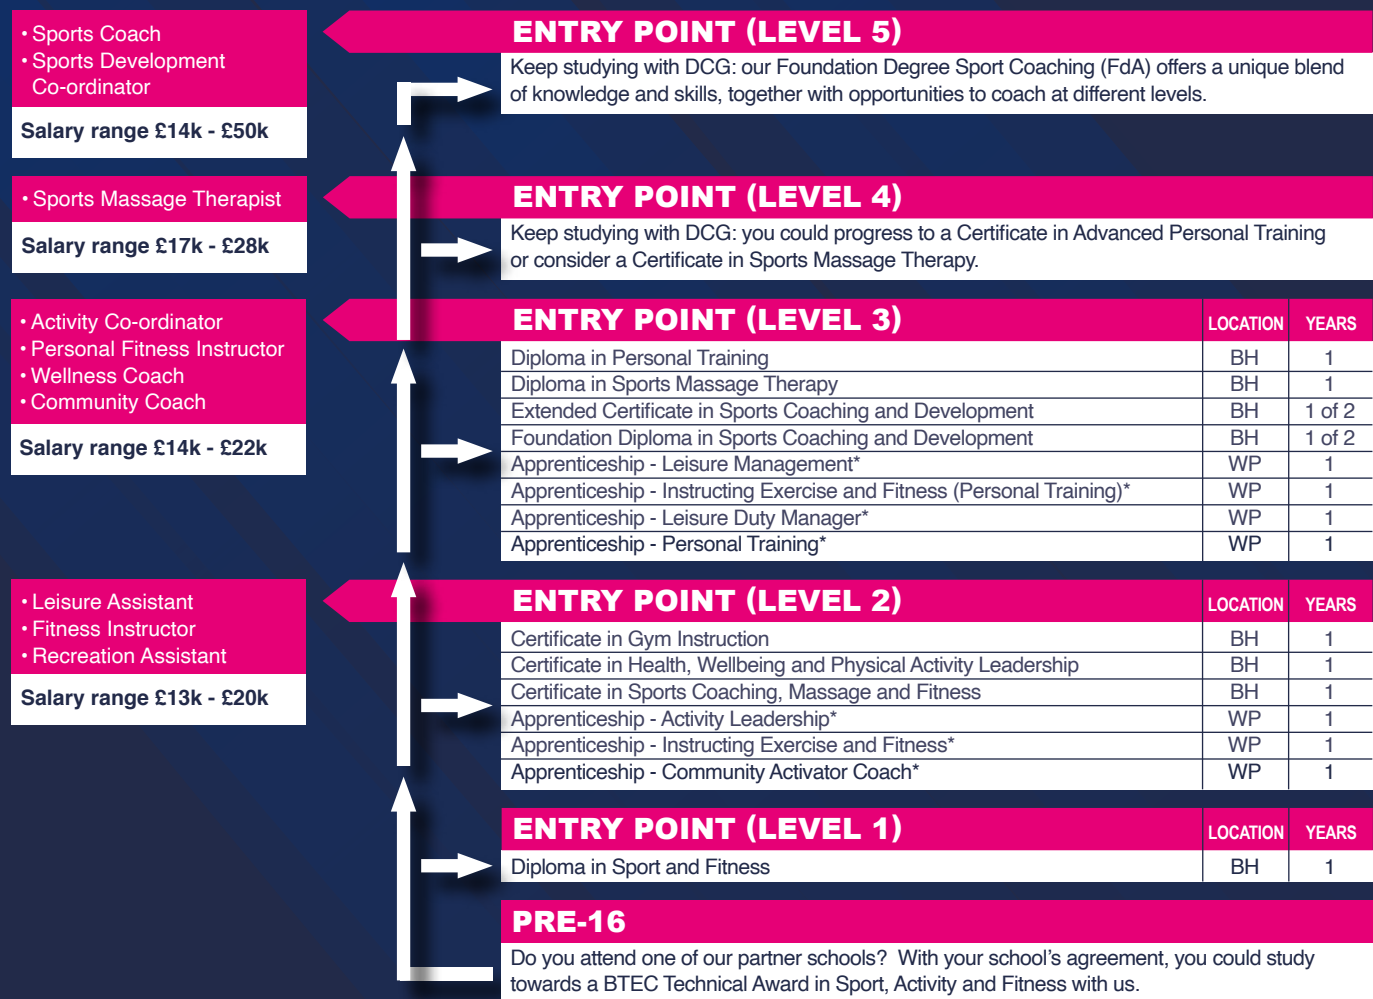 • Sports Coach
• Sports Development
Co-ordinator
Salary range £14k - £50k
ENTRY POINT (LEVEL 5)
Keep studying with DCG: our Foundation Degree Sport Coaching (FdA) offers a unique blend
of knowledge and skills, together with opportunities to coach at different levels.
• Sports Massage Therapist
Salary range £17k - £28k
ENTRY POINT (LEVEL 4)
Keep studying with DCG: you could progress to a Certificate in Advanced Personal Training
or consider a Certificate in Sports Massage Therapy.
• Activity Co-ordinator
• Personal Fitness Instructor
• Wellness Coach
• Community Coach
Salary range £14k - £22k
ENTRY POINT (LEVEL 3) LOCATION YEARS
Diploma in Personal Training BH 1
Diploma in Sports Massage Therapy BH 1
Extended Certificate in Sports Coaching and Development BH 1 of 2
Foundation Diploma in Sports Coaching and Development BH 1 of 2
Apprenticeship - Leisure Management* WP 1
Apprenticeship - Instructing Exercise and Fitness (Personal Training)* WP 1
Apprenticeship - Leisure Duty Manager* WP 1
Apprenticeship - Personal Training* WP 1
• Leisure Assistant
• Fitness Instructor
• Recreation Assistant
Salary range £13k - £20k
ENTRY POINT (LEVEL 2) LOCATION YEARS
Certificate in Gym Instruction BH 1
Certificate in Health, Wellbeing and Physical Activity Leadership BH 1
Certificate in Sports Coaching, Massage and Fitness BH 1
Apprenticeship - Activity Leadership* WP 1
Apprenticeship - Instructing Exercise and Fitness* WP 1
Apprenticeship - Community Activator Coach* WP 1
ENTRY POINT (LEVEL 1) LOCATION YEARS
Diploma in Sport and Fitness BH 1
PRE-16
Do you attend one of our partner schools? With your school's agreement, you could study
towards a BTEC Technical Award in Sport, Activity and Fitness with us.